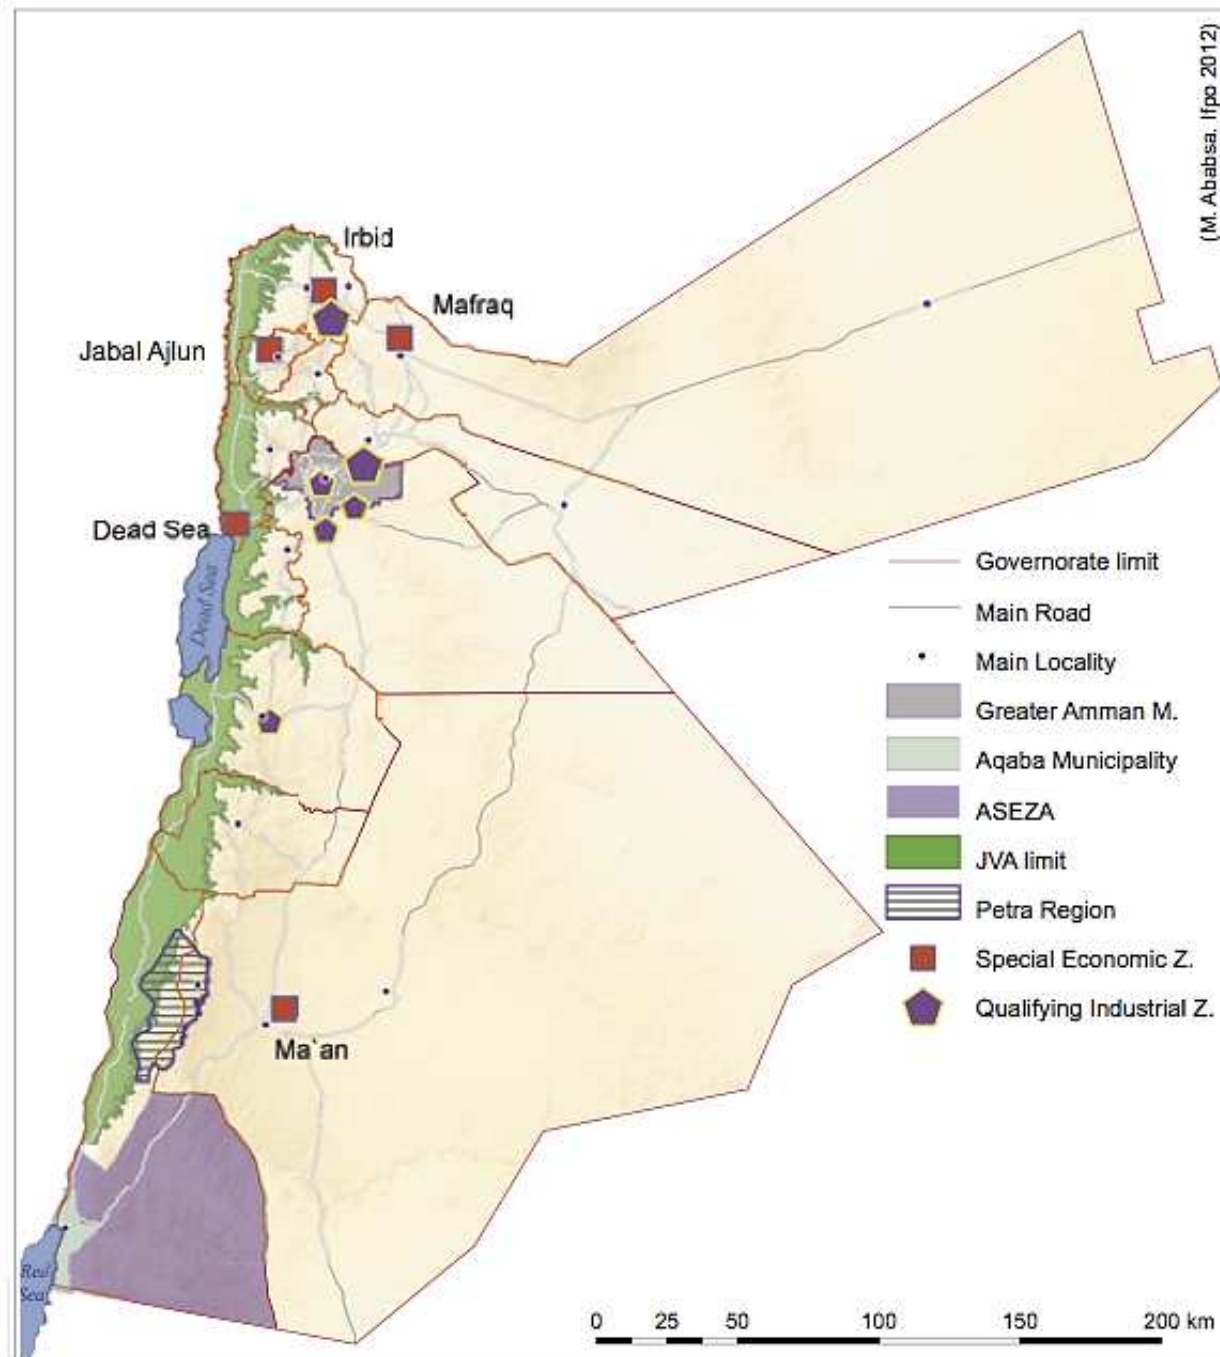 (M. Ababsa. Ifpo 2012)
Irbid
Mafraq
Jabal Ajlun
Dead Sea
Dead Sea
Governorate limit
Main Road
Main Locality
Greater Amman M.
Aqaba Municipality
ASEZA
JVA limit
Petra Region
Special Economic Z.
Qualifying Industrial Z.
Ma`an
Red
Sea
0 25 50 100 150 200 km